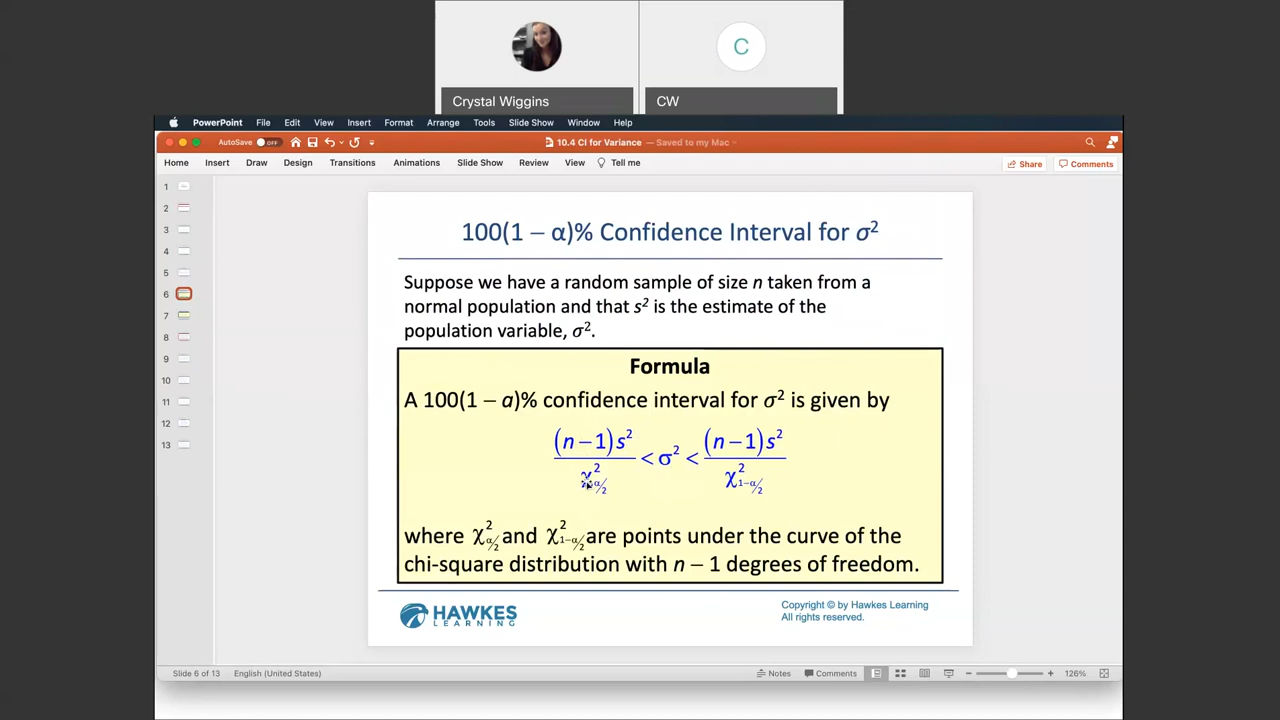 C
Crystal Wiggins
CW
PowerPoint File Edit View Insert Format Arrange Tools Slide Show Window Help
AutoSave OFF 10.4 CI for Variance — Saved to my Mac
Home Insert Draw Design Transitions Animations Slide Show Review View Tell me Share Comments
1
2
3
4
5
6
7
8
9
10
11
12
13
100(1 – α)% Confidence Interval for σ²
Suppose we have a random sample of size n taken from a
normal population and that s² is the estimate of the
population variable, σ².
Formula
A 100(1 – α)% confidence interval for σ² is given by
(n – 1)s² / χ²α/2 < σ² < (n – 1)s² / χ²1–α/2
where χ²α/2 and χ²1–α/2 are points under the curve of the
chi-square distribution with n – 1 degrees of freedom.
HAWKES
LEARNING
Copyright © by Hawkes Learning
All rights reserved.
Slide 6 of 13 English (United States) Notes Comments 126%